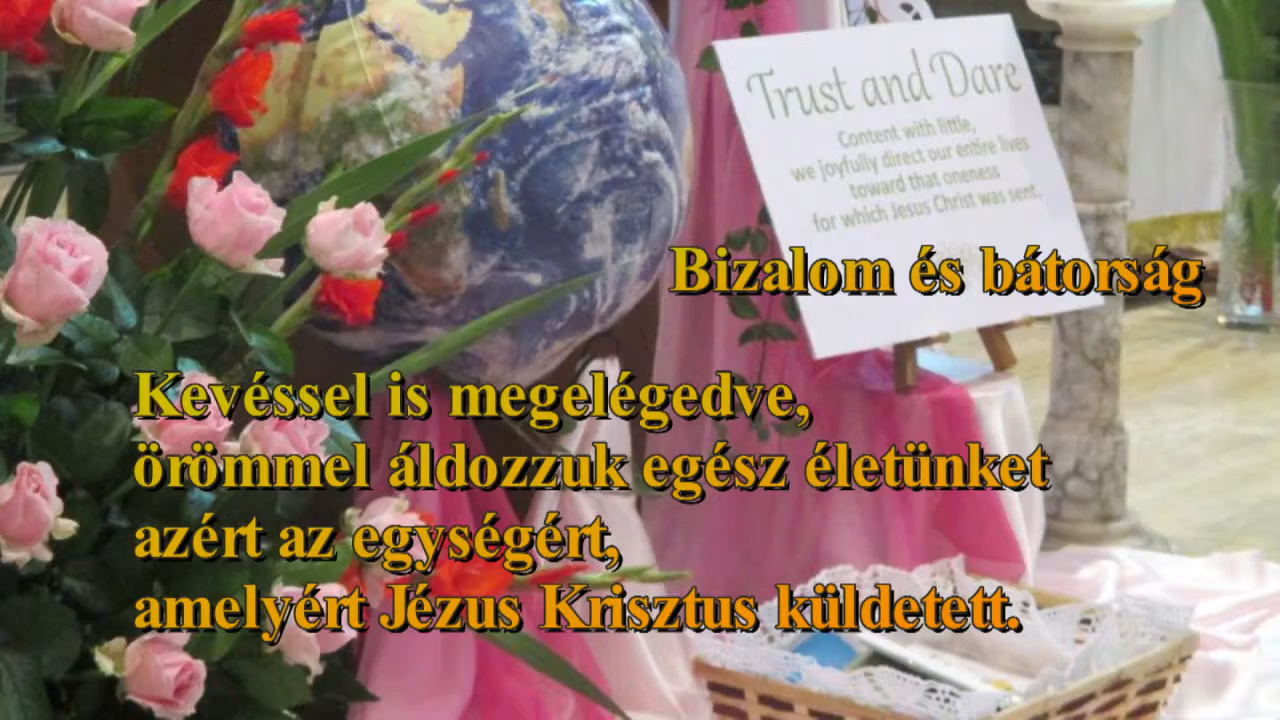 Trust and Dare
Content with little,
we joyfully direct our entire lives
toward that oneness
for which Jesus Christ was sent.
Bizalom és bátorság
Kevéssel is megelégedve,
örömmel áldozzuk egész életünket
azért az egységért,
amelyért Jézus Krisztus küldetett.